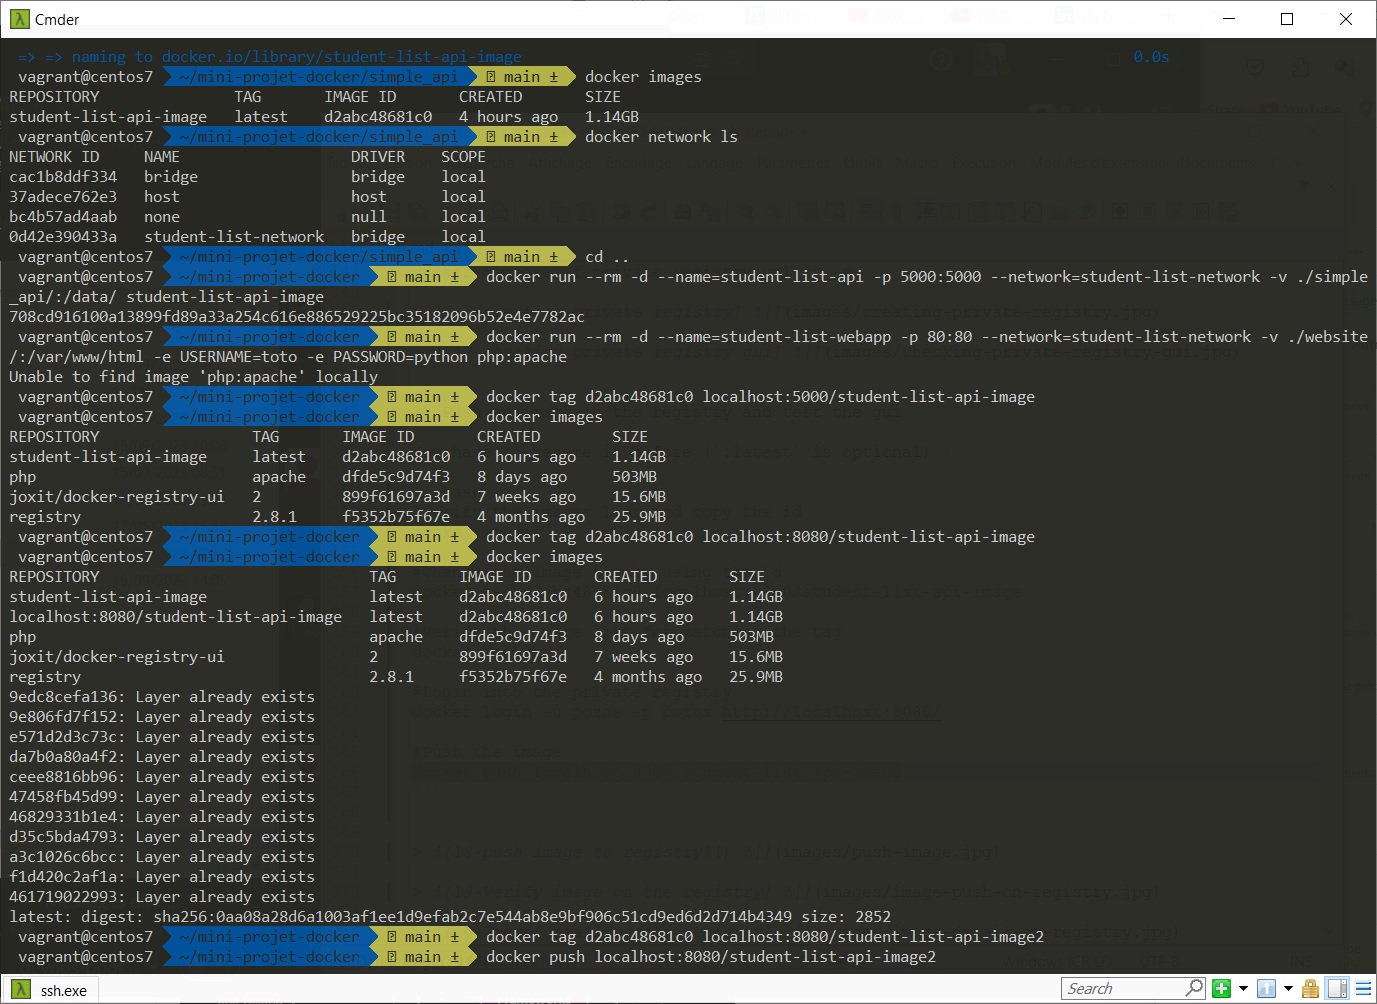 Cmder
=> => naming to docker.io/library/student-list-api-image 0.0s
vagrant@centos7 ~/mini-projet-docker/simple_api main ± docker images
REPOSITORY TAG IMAGE ID CREATED SIZE
student-list-api-image latest d2abc48681c0 4 hours ago 1.14GB
vagrant@centos7 ~/mini-projet-docker/simple_api main ± docker network ls
NETWORK ID NAME DRIVER SCOPE
cac1b8ddf334 bridge bridge local
37adece762e3 host host local
bc4b57ad4aab none null local
0d42e390433a student-list-network bridge local
vagrant@centos7 ~/mini-projet-docker/simple_api main ± cd ..
vagrant@centos7 ~/mini-projet-docker main ± docker run --rm -d --name=student-list-api -p 5000:5000 --network=student-list-network -v ./simple
_api/:/data/ student-list-api-image
708cd916100a13899fd89a33a254c616e886529225bc35182096b52e4e7782ac
vagrant@centos7 ~/mini-projet-docker main ± docker run --rm -d --name=student-list-webapp -p 80:80 --network=student-list-network -v ./website
/:/var/www/html -e USERNAME=toto -e PASSWORD=python php:apache
Unable to find image 'php:apache' locally
vagrant@centos7 ~/mini-projet-docker main ± docker tag d2abc48681c0 localhost:5000/student-list-api-image
vagrant@centos7 ~/mini-projet-docker main ± docker images
REPOSITORY TAG IMAGE ID CREATED SIZE
student-list-api-image latest d2abc48681c0 6 hours ago 1.14GB
php apache dfde5c9d74f3 8 days ago 503MB
joxit/docker-registry-ui 2 899f61697a3d 7 weeks ago 15.6MB
registry 2.8.1 f5352b75f67e 4 months ago 25.9MB
vagrant@centos7 ~/mini-projet-docker main ± docker tag d2abc48681c0 localhost:8080/student-list-api-image
vagrant@centos7 ~/mini-projet-docker main ± docker images
REPOSITORY TAG IMAGE ID CREATED SIZE
student-list-api-image latest d2abc48681c0 6 hours ago 1.14GB
localhost:8080/student-list-api-image latest d2abc48681c0 6 hours ago 1.14GB
php apache dfde5c9d74f3 8 days ago 503MB
joxit/docker-registry-ui 2 899f61697a3d 7 weeks ago 15.6MB
registry 2.8.1 f5352b75f67e 4 months ago 25.9MB
9edc8cefa136: Layer already exists
9e806fd7f152: Layer already exists
e571d2d3c73c: Layer already exists
da7b0a80a4f2: Layer already exists
ceee8816bb96: Layer already exists
47458fb45d99: Layer already exists
46829331b1e4: Layer already exists
d35c5bda4793: Layer already exists
a3c1026c6bcc: Layer already exists
f1d420c2af1a: Layer already exists
461719022993: Layer already exists
latest: digest: sha256:0aa08a28d6a1003af1ee1d9efab2c7e544ab8e9bf906c51cd9ed6d2d714b4349 size: 2852
vagrant@centos7 ~/mini-projet-docker main ± docker tag d2abc48681c0 localhost:8080/student-list-api-image2
vagrant@centos7 ~/mini-projet-docker main ± docker push localhost:8080/student-list-api-image2
ssh.exe
Search